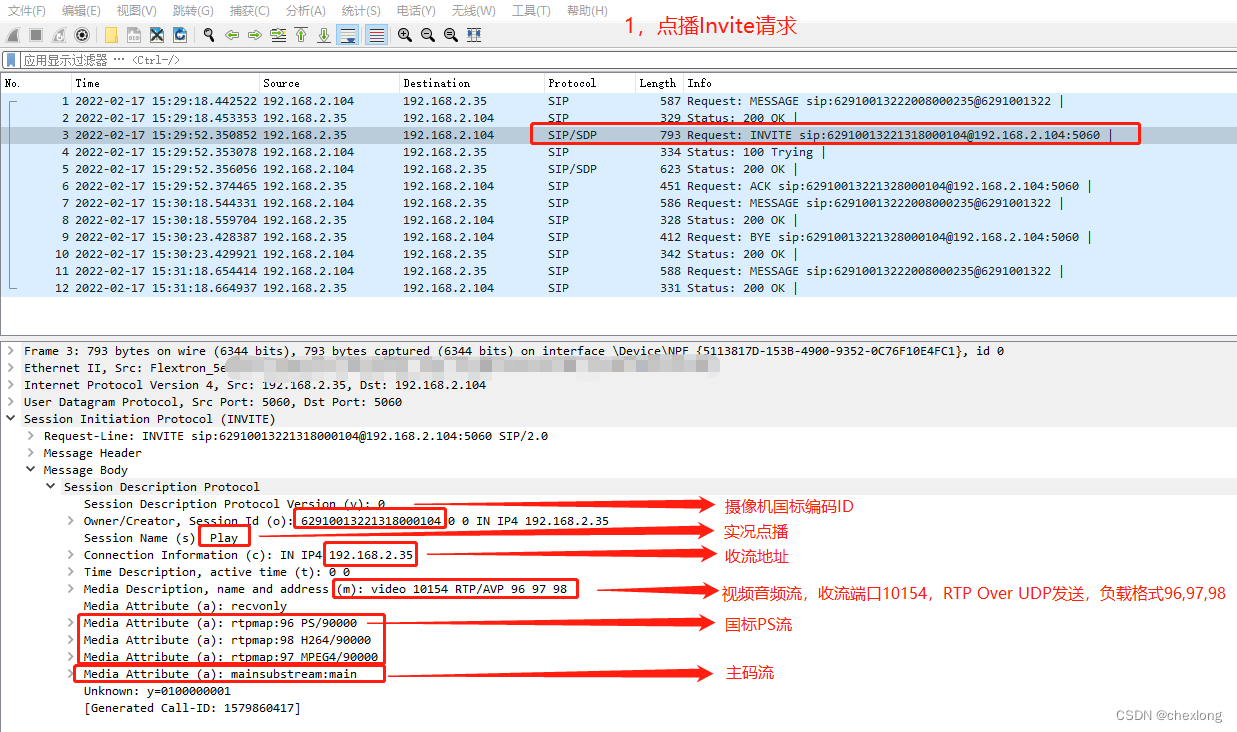 文件(F) 编辑(E) 视图(V) 跳转(G) 捕获(C) 分析(A) 统计(S) 电话(Y) 无线(W) 工具(T) 帮助(H)
1，点播Invite请求
应用显示过滤器 … <Ctrl-/>
No. Time Source Destination Protocol Length Info
1 2022-02-17 15:29:18.442522 192.168.2.104 192.168.2.35 SIP 587 Request: MESSAGE sip:62910013222008000235@6291001322 |
2 2022-02-17 15:29:18.453353 192.168.2.35 192.168.2.104 SIP 329 Status: 200 OK |
3 2022-02-17 15:29:52.350852 192.168.2.35 192.168.2.104 SIP/SDP 793 Request: INVITE sip:62910013221318000104@192.168.2.104:5060 |
4 2022-02-17 15:29:52.353078 192.168.2.104 192.168.2.35 SIP 334 Status: 100 Trying |
5 2022-02-17 15:29:52.356056 192.168.2.104 192.168.2.35 SIP/SDP 623 Status: 200 OK |
6 2022-02-17 15:29:52.374465 192.168.2.35 192.168.2.104 SIP 451 Request: ACK sip:62910013221328000104@192.168.2.104:5060 |
7 2022-02-17 15:30:18.544331 192.168.2.104 192.168.2.35 SIP 586 Request: MESSAGE sip:62910013222008000235@6291001322 |
8 2022-02-17 15:30:18.559704 192.168.2.35 192.168.2.104 SIP 328 Status: 200 OK |
9 2022-02-17 15:30:23.428387 192.168.2.35 192.168.2.104 SIP 412 Request: BYE sip:62910013221328000104@192.168.2.104:5060 |
10 2022-02-17 15:30:23.429921 192.168.2.104 192.168.2.35 SIP 342 Status: 200 OK |
11 2022-02-17 15:31:18.654414 192.168.2.104 192.168.2.35 SIP 588 Request: MESSAGE sip:62910013222008000235@6291001322 |
12 2022-02-17 15:31:18.664937 192.168.2.35 192.168.2.104 SIP 331 Status: 200 OK |
Frame 3: 793 bytes on wire (6344 bits), 793 bytes captured (6344 bits) on interface \Device\NPF_{5113817D-153B-4900-9352-0C76F10E4FC1}, id 0
Ethernet II, Src: Flextron_5e
Internet Protocol Version 4, Src: 192.168.2.35, Dst: 192.168.2.104
User Datagram Protocol, Src Port: 5060, Dst Port: 5060
Session Initiation Protocol (INVITE)
Request-Line: INVITE sip:62910013221318000104@192.168.2.104:5060 SIP/2.0
Message Header
Message Body
Session Description Protocol
Session Description Protocol Version (v): 0
摄像机国标编码ID
Owner/Creator, Session Id (o): 62910013221318000104 0 0 IN IP4 192.168.2.35
Session Name (s): Play
实况点播
Connection Information (c): IN IP4 192.168.2.35
收流地址
Time Description, active time (t): 0 0
Media Description, name and address (m): video 10154 RTP/AVP 96 97 98
视频音频流，收流端口10154，RTP Over UDP发送，负载格式96,97,98
Media Attribute (a): recvonly
Media Attribute (a): rtpmap:96 PS/90000
国标PS流
Media Attribute (a): rtpmap:98 H264/90000
Media Attribute (a): rtpmap:97 MPEG4/90000
Media Attribute (a): mainsubstream:main
主码流
Unknown: y=0100000001
[Generated Call-ID: 1579860417]
CSDN @chexlong